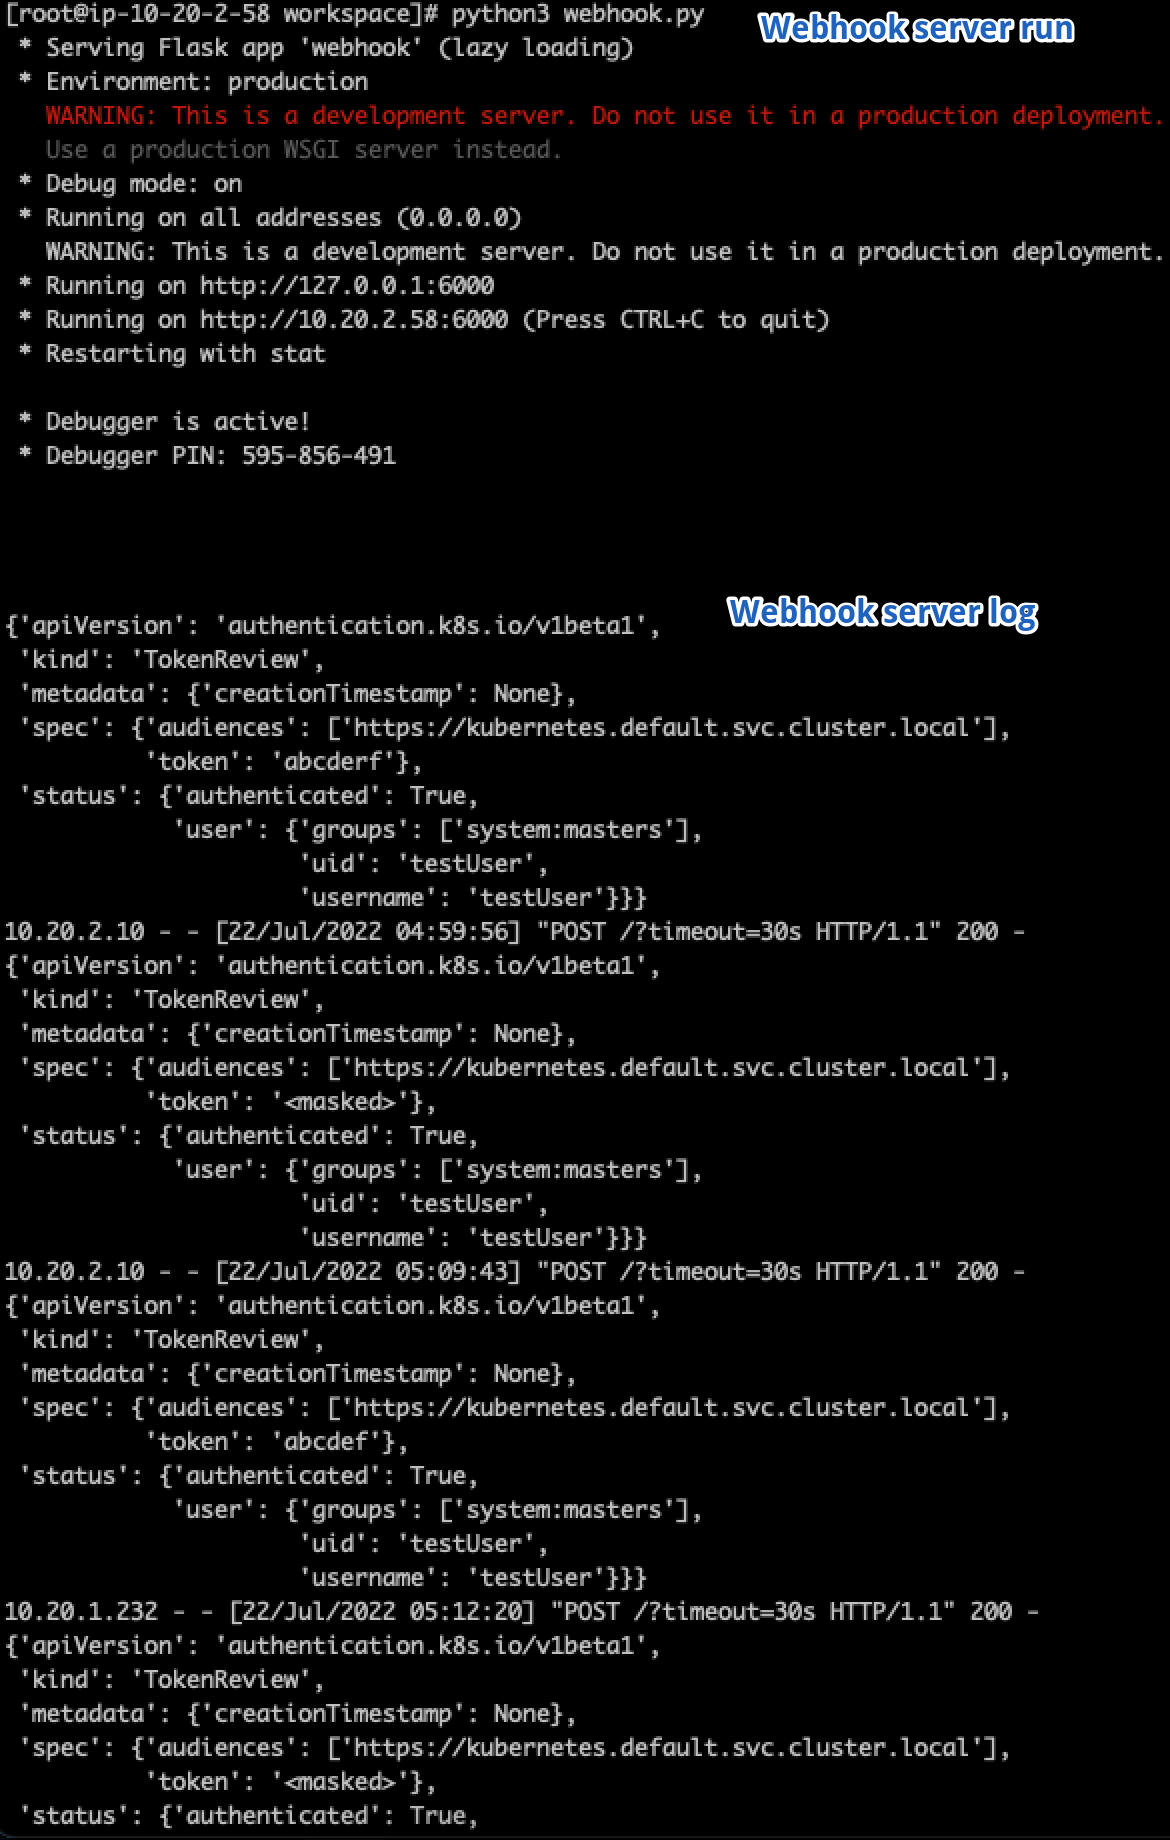 [root@ip-10-20-2-58 workspace]# python3 webhook.py
Webhook server run
 * Serving Flask app 'webhook' (lazy loading)
 * Environment: production
   WARNING: This is a development server. Do not use it in a production deployment.
   Use a production WSGI server instead.
 * Debug mode: on
 * Running on all addresses (0.0.0.0)
   WARNING: This is a development server. Do not use it in a production deployment.
 * Running on http://127.0.0.1:6000
 * Running on http://10.20.2.58:6000 (Press CTRL+C to quit)
 * Restarting with stat
 * Debugger is active!
 * Debugger PIN: 595-856-491
Webhook server log
{'apiVersion': 'authentication.k8s.io/v1beta1',
 'kind': 'TokenReview',
 'metadata': {'creationTimestamp': None},
 'spec': {'audiences': ['https://kubernetes.default.svc.cluster.local'],
          'token': 'abcderf'},
 'status': {'authenticated': True,
            'user': {'groups': ['system:masters'],
                     'uid': 'testUser',
                     'username': 'testUser'}}}
10.20.2.10 - - [22/Jul/2022 04:59:56] "POST /?timeout=30s HTTP/1.1" 200 -
{'apiVersion': 'authentication.k8s.io/v1beta1',
 'kind': 'TokenReview',
 'metadata': {'creationTimestamp': None},
 'spec': {'audiences': ['https://kubernetes.default.svc.cluster.local'],
          'token': '<masked>'},
 'status': {'authenticated': True,
            'user': {'groups': ['system:masters'],
                     'uid': 'testUser',
                     'username': 'testUser'}}}
10.20.2.10 - - [22/Jul/2022 05:09:43] "POST /?timeout=30s HTTP/1.1" 200 -
{'apiVersion': 'authentication.k8s.io/v1beta1',
 'kind': 'TokenReview',
 'metadata': {'creationTimestamp': None},
 'spec': {'audiences': ['https://kubernetes.default.svc.cluster.local'],
          'token': 'abcdef'},
 'status': {'authenticated': True,
            'user': {'groups': ['system:masters'],
                     'uid': 'testUser',
                     'username': 'testUser'}}}
10.20.1.232 - - [22/Jul/2022 05:12:20] "POST /?timeout=30s HTTP/1.1" 200 -
{'apiVersion': 'authentication.k8s.io/v1beta1',
 'kind': 'TokenReview',
 'metadata': {'creationTimestamp': None},
 'spec': {'audiences': ['https://kubernetes.default.svc.cluster.local'],
          'token': '<masked>'},
 'status': {'authenticated': True,